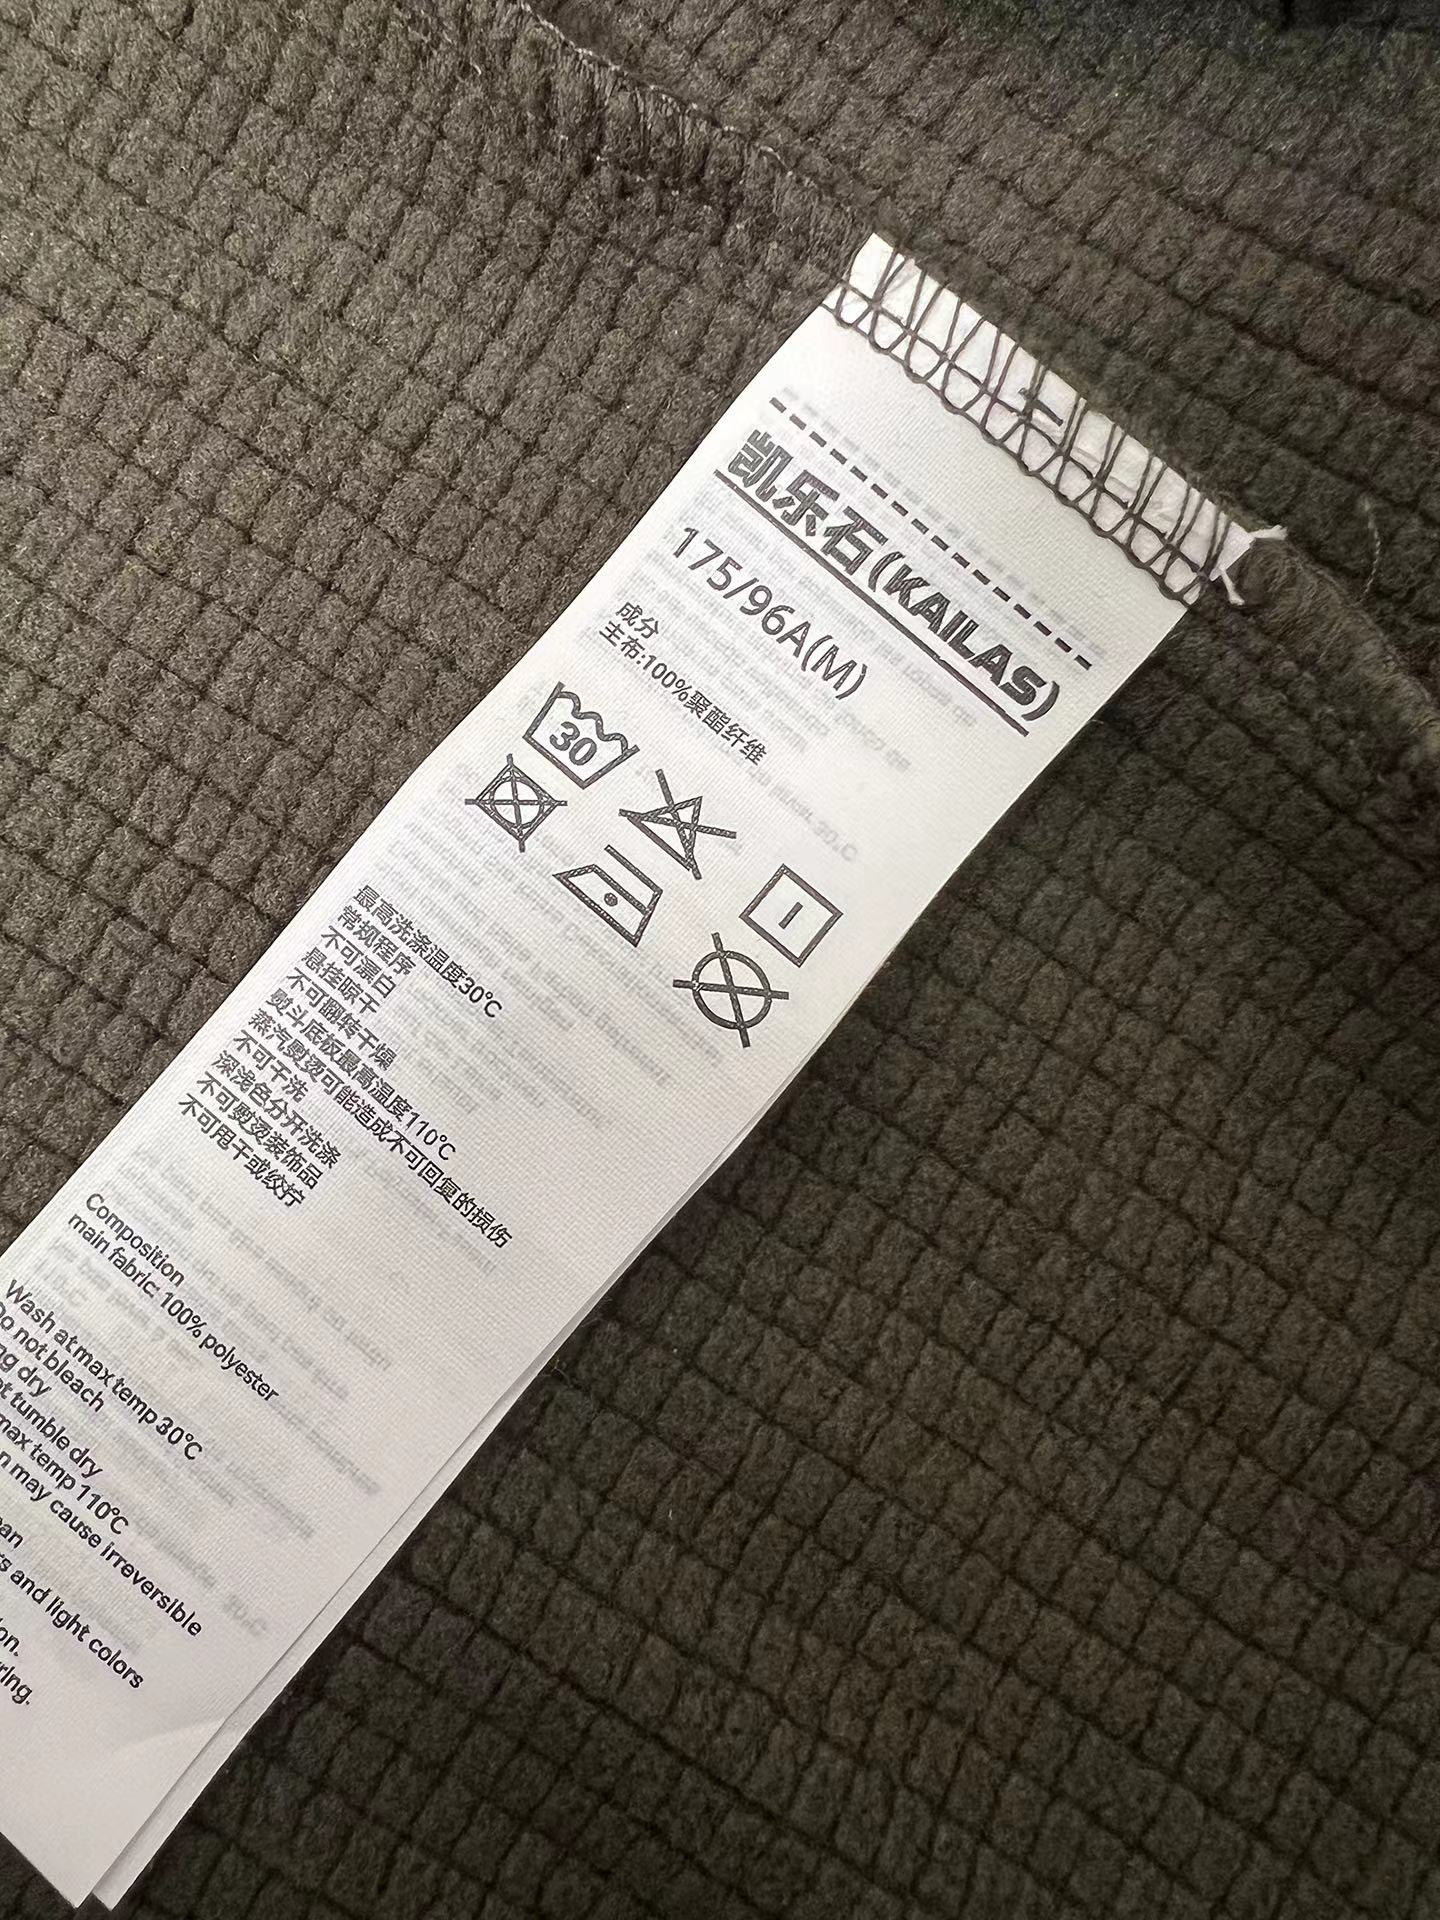 凯乐石(KAILAS)
175/96A(M)
成分
主布:100%聚酯纤维
30
最高洗涤温度30℃
常规程序
不可漂白
悬挂晾干
不可翻转干燥
熨斗底板最高温度110℃
蒸汽熨烫可能造成不可回复的损伤
不可干洗
深浅色分开洗涤
不可熨烫装饰品
不可甩干或绞拧
Composition
main fabric: 100% polyester
Wash at max temp 30℃
Do not bleach
dry
tumble dry
max temp 110℃
may cause irreversible
and light colors